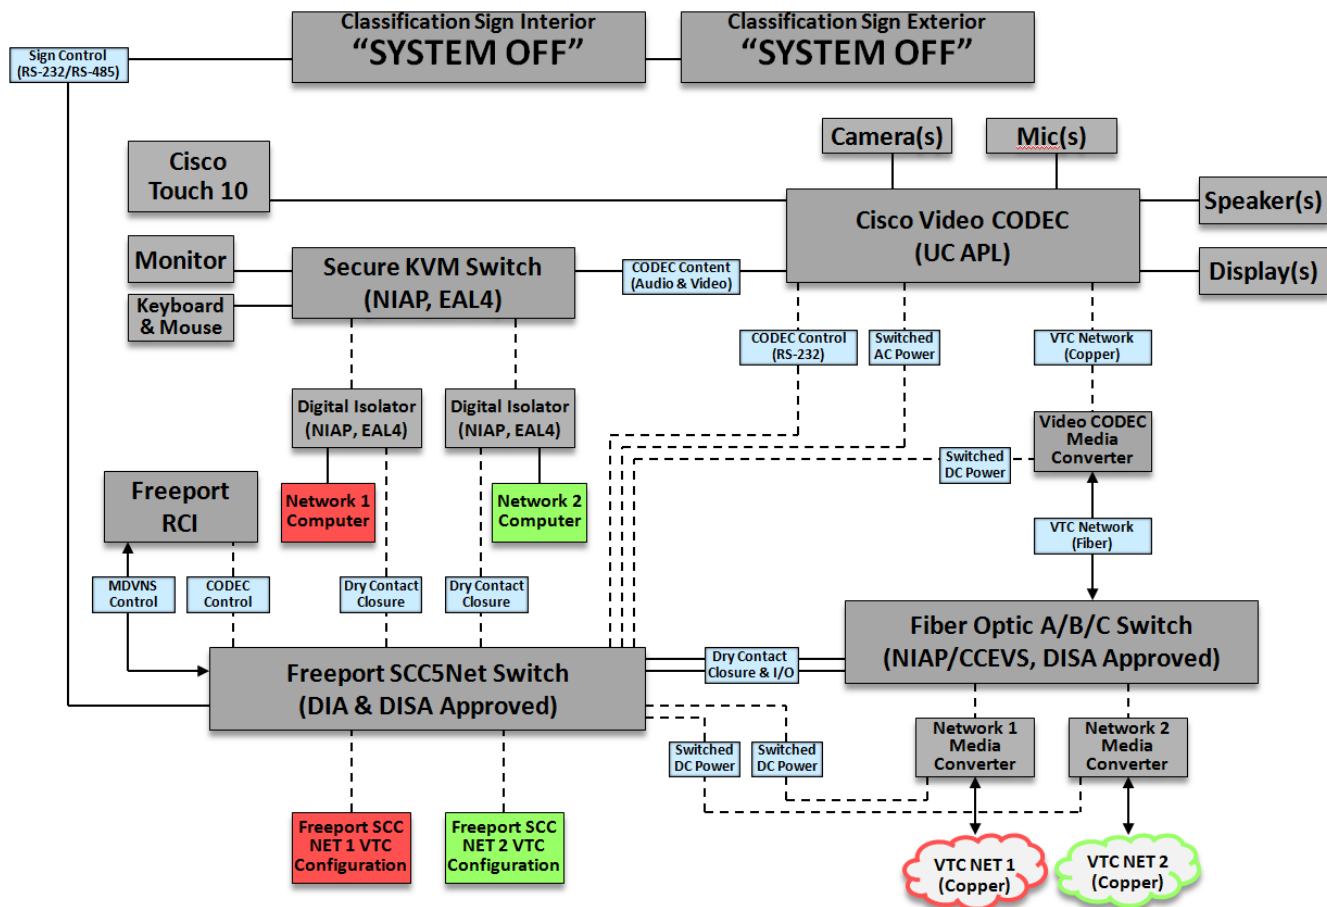 Classification Sign Interior
“SYSTEM OFF”
Classification Sign Exterior
“SYSTEM OFF”
Sign Control
(RS-232/RS-485)
Camera(s)
Mic(s)
Cisco
Touch 10
Cisco Video CODEC
(UC APL)
Speaker(s)
Monitor
Secure KVM Switch
(NIAP, EAL4)
CODEC Content
(Audio & Video)
Display(s)
Keyboard
& Mouse
CODEC Control
(RS-232)
Switched
AC Power
VTC Network
(Copper)
Digital Isolator
(NIAP, EAL4)
Digital Isolator
(NIAP, EAL4)
Video CODEC
Media
Converter
Switched
DC Power
Freeport
RCI
Network 1
Computer
Network 2
Computer
VTC Network
(Fiber)
MDVNS
Control
CODEC
Control
Dry Contact
Closure
Dry Contact
Closure
Fiber Optic A/B/C Switch
(NIAP/CCEVS, DISA Approved)
Freeport SCC5Net Switch
(DIA & DISA Approved)
Dry Contact
Closure & I/O
Switched
DC Power
Switched
DC Power
Network 1
Media
Converter
Network 2
Media
Converter
Freeport SCC
NET 1 VTC
Configuration
Freeport SCC
NET 2 VTC
Configuration
VTC NET 1
(Copper)
VTC NET 2
(Copper)